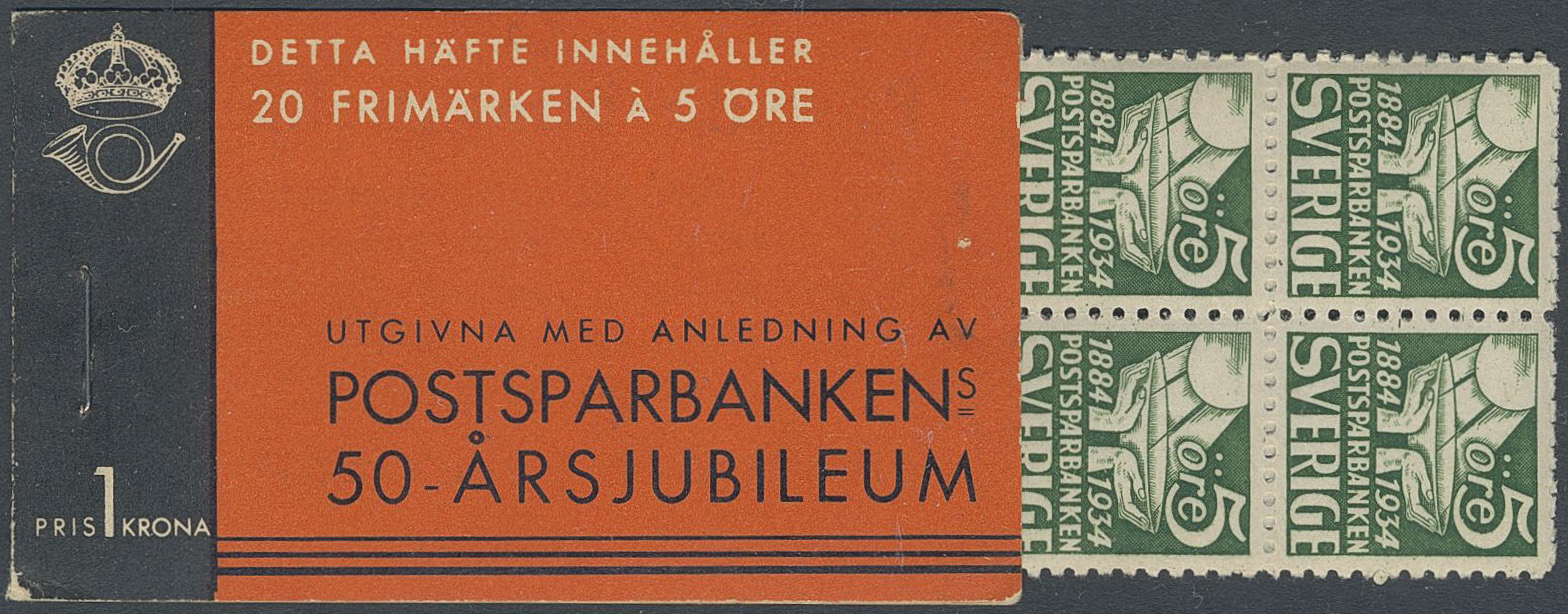 DETTA HÄFTE INNEHÅLLER
20 FRIMÄRKEN À 5 ÖRE
UTGIVNA MED ANLEDNING AV
POSTSPARBANKENS
50-ÅRSJUBILEUM
PRIS 1 KRONA
1884 1934
POSTSPARBANKEN
SVERIGE
öre 5
1884 1934
POSTSPARBANKEN
SVERIGE
öre 5
1884 1934
POSTSPARBANKEN
SVERIGE
öre 5
1884 1934
POSTSPARBANKEN
SVERIGE
öre 5